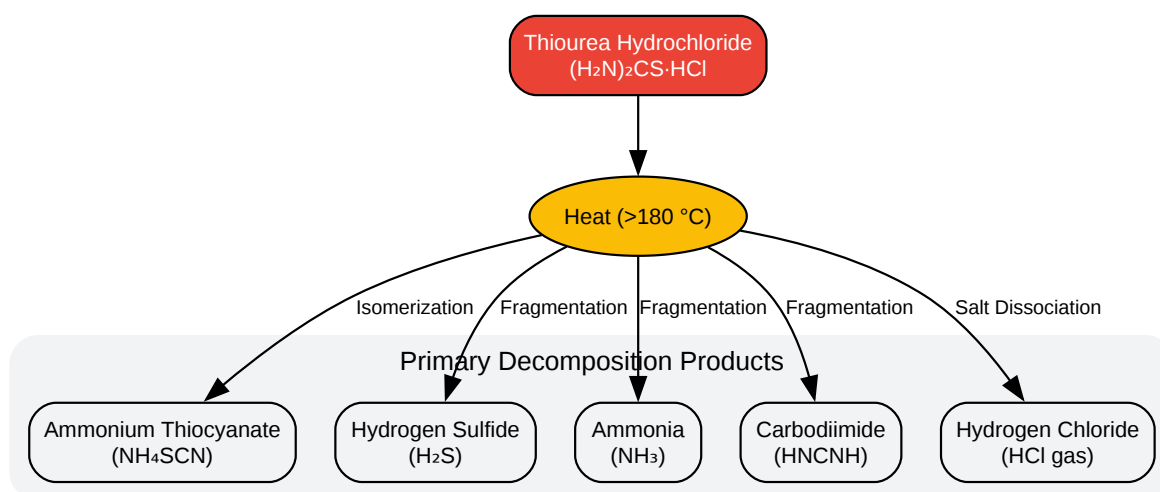 Thiourea Hydrochloride
(H₂N)₂CS·HCl
Heat (>180 °C)
Isomerization
Fragmentation
Fragmentation
Fragmentation
Salt Dissociation
Primary Decomposition Products
Ammonium Thiocyanate
(NH₄SCN)
Hydrogen Sulfide
(H₂S)
Ammonia
(NH₃)
Carbodiimide
(HNCNH)
Hydrogen Chloride
(HCl gas)